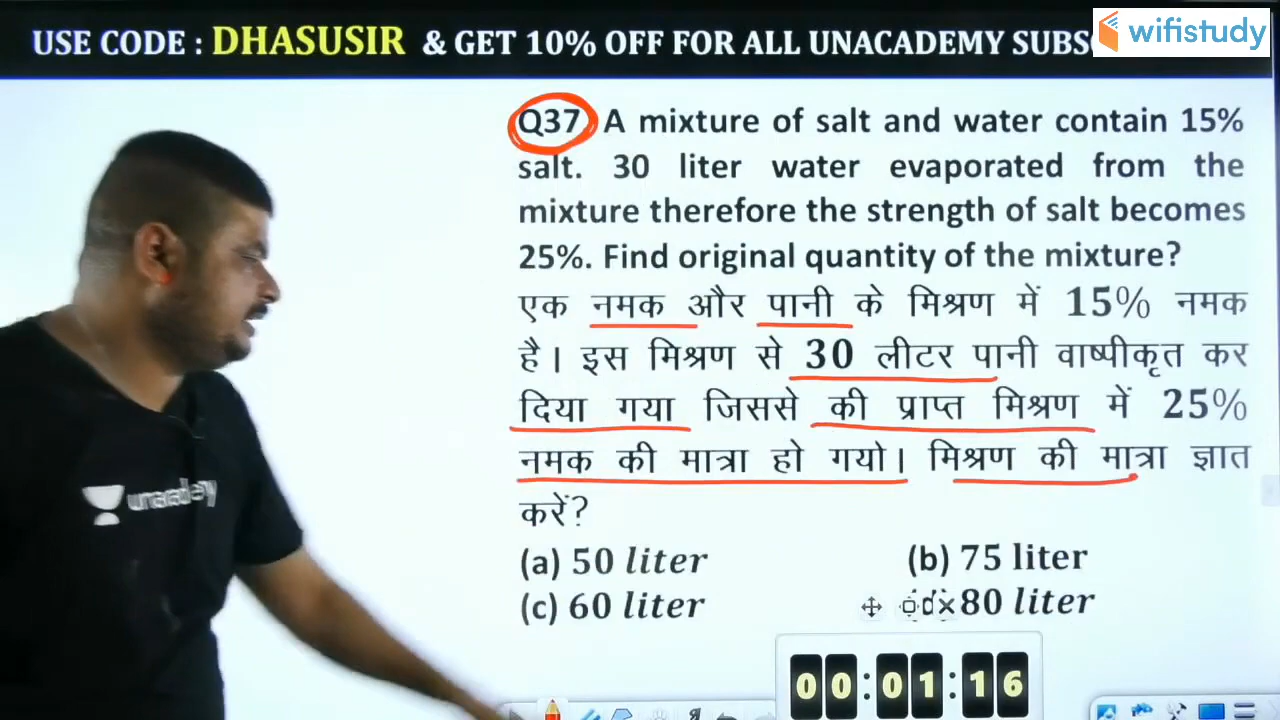 USE CODE : DHASUSIR & GET 10% OFF FOR ALL UNACADEMY SUBS
wifistudy
Q37 A mixture of salt and water contain 15%
salt. 30 liter water evaporated from the
mixture therefore the strength of salt becomes
25%. Find original quantity of the mixture?
एक नमक और पानी के मिश्रण में 15% नमक
है। इस मिश्रण से 30 लीटर पानी वाष्पीकृत कर
दिया गया जिससे की प्राप्त मिश्रण में 25%
नमक की मात्रा हो गयो। मिश्रण की मात्रा ज्ञात
करें?
(a) 50 liter (b) 75 liter
(c) 60 liter 80 liter
unacademy
00:01:16